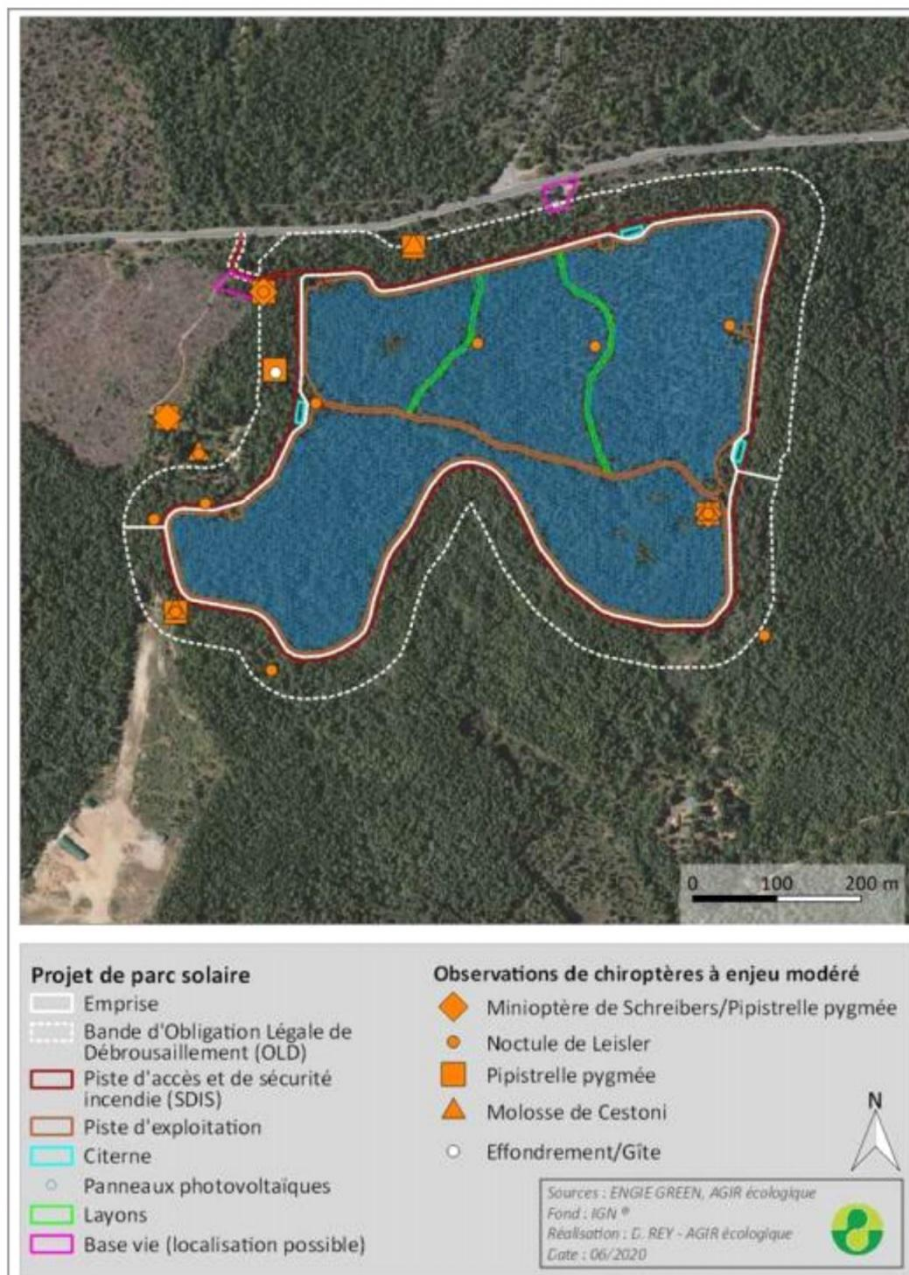 0 100 200 m
Projet de parc solaire
Emprise
Bande d'Obligation Légale de
Débrousaillement (OLD)
Piste d'accès et de sécurité
incendie (SDIS)
Piste d'exploitation
Citerne
Panneaux photovoltaïques
Layons
Base vie (localisation possible)
Observations de chiroptères à enjeu modéré
Minioptère de Schreibers/Pipistrelle pygmée
Noctule de Leisler
Pipistrelle pygmée
Molosse de Cestoni
Effondrement/Gîte
N
Sources : ENGIE GREEN, AGIR écologique
Fond : IGN ®
Réalisation : D. REY - AGIR écologique
Date : 06/2020